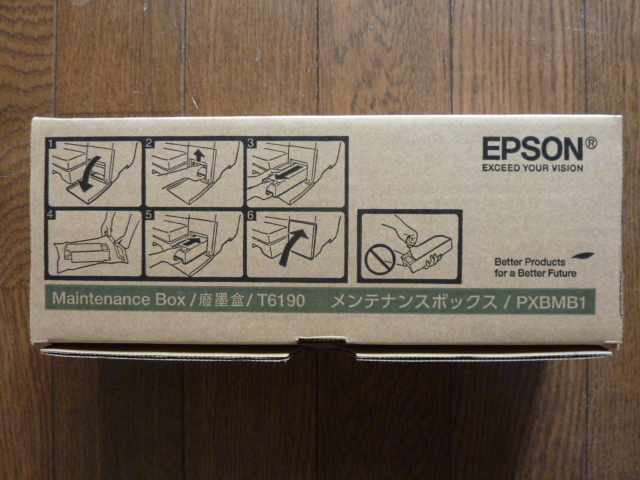 1 2 3
4 5 6
EPSON®
EXCEED YOUR VISION
Better Products
for a Better Future
Maintenance Box / 廢墨盒 / T6190 メンテナンスボックス / PXBMB1